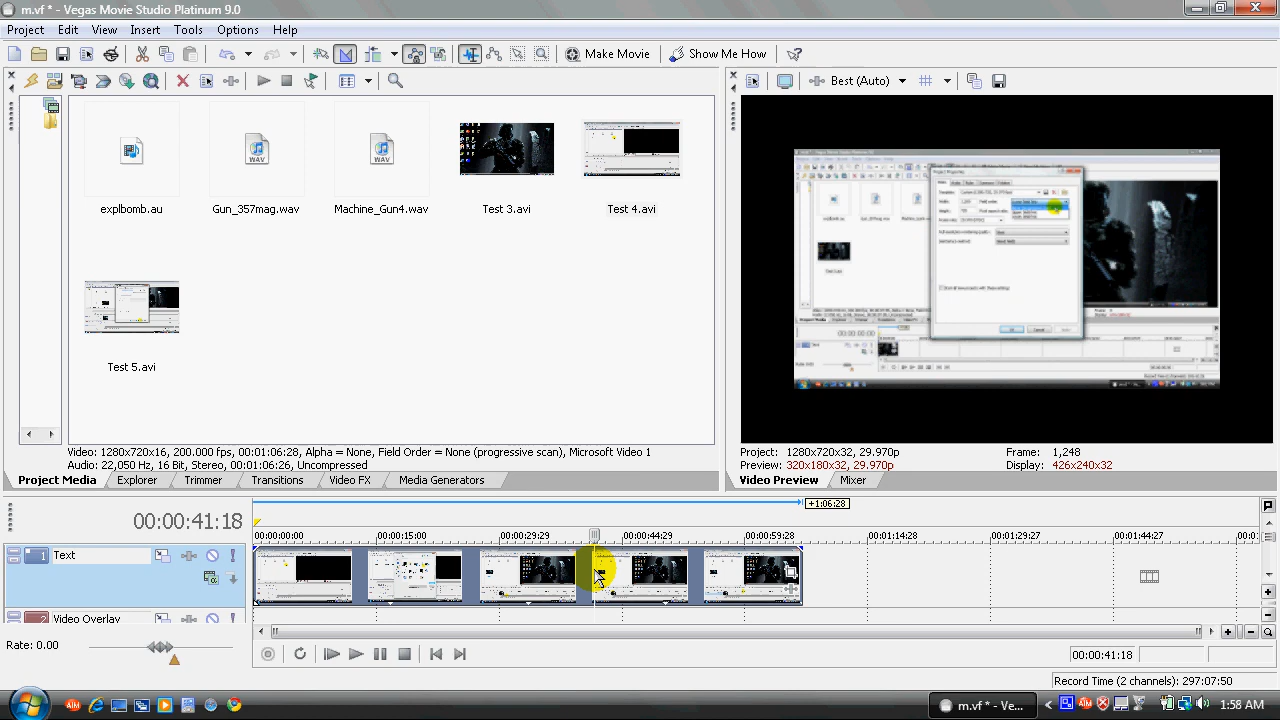 m.vf * - Vegas Movie Studio Platinum 9.0
Project Edit View Insert Tools Options Help
Make Movie Show Me How
Best (Auto)
WAV WAV
Machine_Gun4.wav Test 3.avi Test 4.avi
Video: 1280x720x16, 200.000 fps, 00:01:06:28, Alpha = None, Field Order = None (progressive scan), Microsoft Video 1
Audio: 22,050 Hz, 16 Bit, Stereo, 00:01:06:26, Uncompressed
Project: 1280x720x32, 29.970p Frame: 1,248
Preview: 320x180x32, 29.970p Display: 426x240x32
Project Media Explorer Trimmer Transitions Video FX Media Generators
Video Preview Mixer
+1:06:28
00:00:41:18
00:00:00:00 00:00:15:00 00:00:29:29 00:00:44:29 00:00:59:28 00:01:14:28 00:01:29:27 00:01:44:27 00:0
Text
2 Video Overlay
Rate: 0.00
00:00:41:18
Record Time (2 channels): 297:07:50
m.vf * - Ve...
1:58 AM